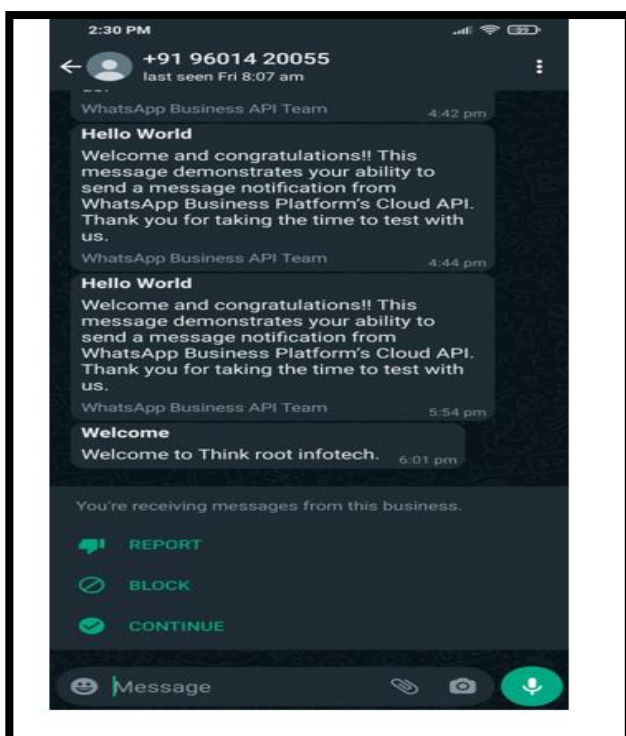 2:30 PM
+91 96014 20055
last seen Fri 8:07 am
WhatsApp Business API Team 4:42 pm
Hello World
Welcome and congratulations!! This
message demonstrates your ability to
send a message notification from
WhatsApp Business Platform's Cloud API.
Thank you for taking the time to test with
us.
WhatsApp Business API Team 4:44 pm
Hello World
Welcome and congratulations!! This
message demonstrates your ability to
send a message notification from
WhatsApp Business Platform's Cloud API.
Thank you for taking the time to test with
us.
WhatsApp Business API Team 5:54 pm
Welcome
Welcome to Think root infotech. 6:01 pm
You're receiving messages from this business.
REPORT
BLOCK
CONTINUE
Message